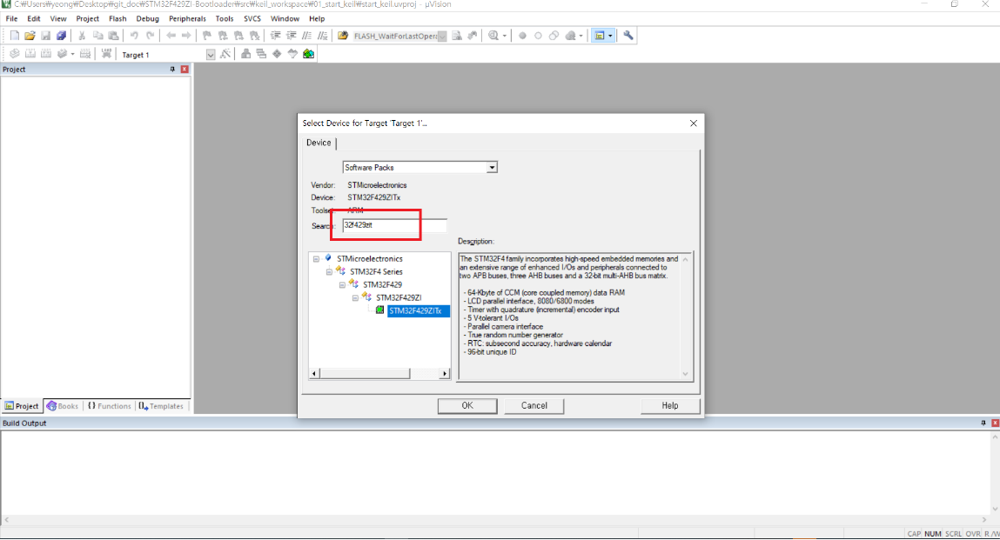 C:₩Users₩yeong₩Desktop₩git_doc₩STM32F429ZI-Bootloader₩src₩keil_workspace₩01_start_keil₩start_keil.uvproj - µVision
File Edit View Project Flash Debug Peripherals Tools SVCS Window Help
FLASH_WaitForLastOpera
LOAD Target 1
Project
Select Device for Target 'Target 1'...
Device
Software Packs
Vendor: STMicroelectronics
Device: STM32F429ZITx
Toolset: ARM
Search: 32f429zit
Description:
STMicroelectronics
STM32F4 Series
STM32F429
STM32F429ZI
STM32F429ZITx
The STM32F4 family incorporates high-speed embedded memories and
an extensive range of enhanced I/Os and peripherals connected to
two APB buses, three AHB buses and a 32-bit multi-AHB bus matrix.
- 64-Kbyte of CCM (core coupled memory) data RAM
- LCD parallel interface, 8080/6800 modes
- Timer with quadrature (incremental) encoder input
- 5 V-tolerant I/Os
- Parallel camera interface
- True random number generator
- RTC: subsecond accuracy, hardware calendar
- 96-bit unique ID
OK Cancel Help
Project Books {} Functions Templates
Build Output
CAP NUM SCRL OVR R/W